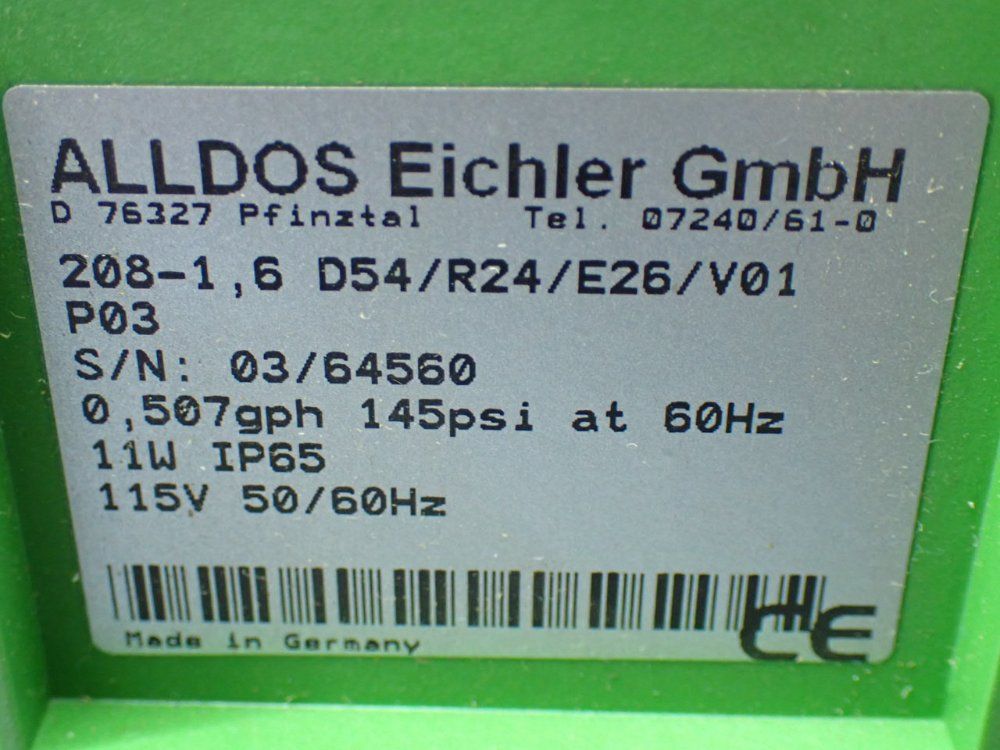 ALLDOS Eichler GmbH
D 76327 Pfinztal Tel. 07240/61-0
208-1,6 D54/R24/E26/V01
P03
S/N: 03/64560
0,507gph 145psi at 60Hz
11W IP65
115V 50/60Hz
Made in Germany
CE